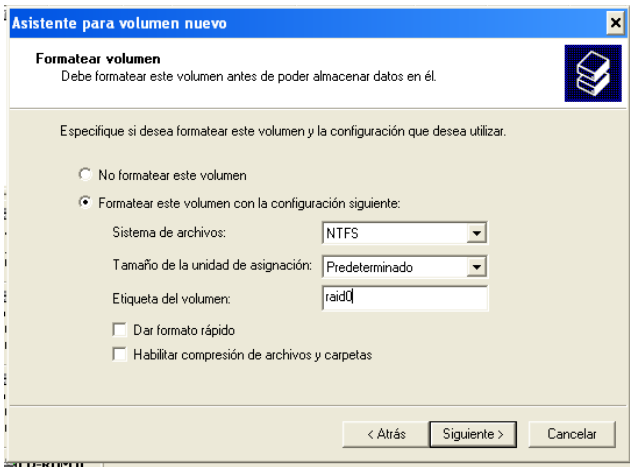 Asistente para volumen nuevo
Formatear volumen
Debe formatear este volumen antes de poder almacenar datos en él.
Especifique si desea formatear este volumen y la configuración que desea utilizar.
No formatear este volumen
Formatear este volumen con la configuración siguiente:
Sistema de archivos: NTFS
Tamaño de la unidad de asignación: Predeterminado
Etiqueta del volumen: raid0
Dar formato rápido
Habilitar compresión de archivos y carpetas
< Atrás Siguiente > Cancelar